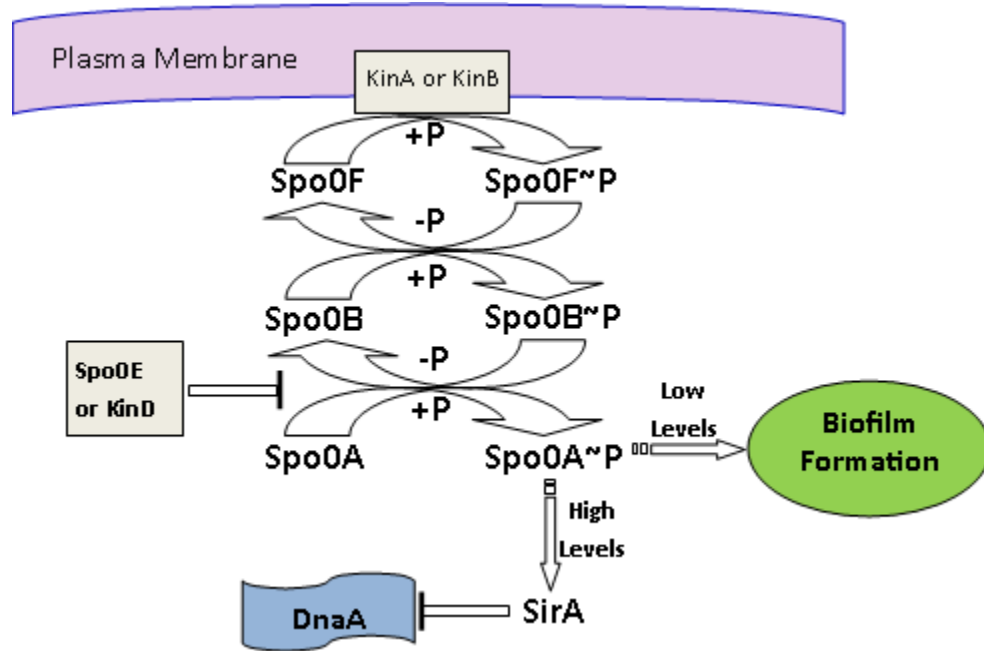 Plasma Membrane
KinA or KinB
+P
Spo0F
Spo0F~P
-P
+P
Spo0B
Spo0B~P
Spo0E
or KinD
-P
+P
Low
Levels
Biofilm
Formation
Spo0A
Spo0A~P
High
Levels
DnaA
SirA